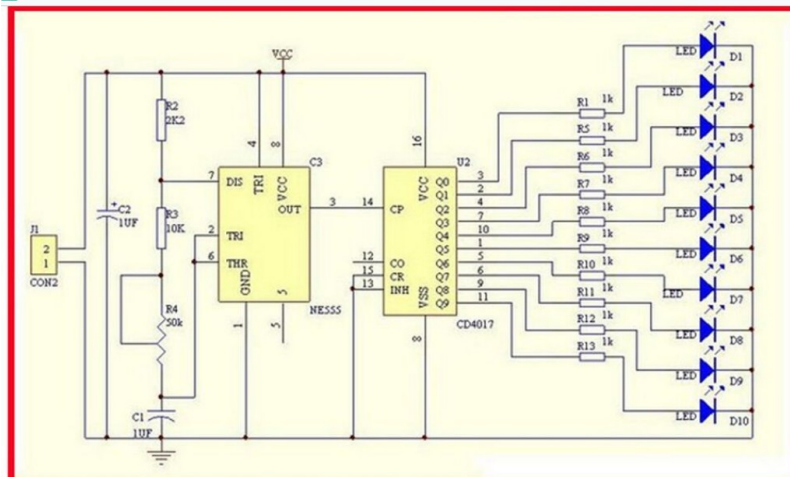 VCC
R2
2K2
C2
1UF
R3
10K
R4
50k
C1
1UF
J1
2
1
CON2
4
8
7
2
6
1
5
3
C3
DIS
TRI
VCC
OUT
TRI
THR
GND
5
NE555
14
12
15
13
16
U2
CP
CO
CR
INH
VCC
VSS
8
CD4017
Q0
Q1
Q2
Q3
Q4
Q5
Q6
Q7
Q8
Q9
3
2
4
7
10
1
5
6
9
11
R1 1k
R5 1k
R6 1k
R7 1k
R8 1k
R9 1k
R10 1k
R11 1k
R12 1k
R13 1k
LED D1
LED D2
LED D3
LED D4
LED D5
LED D6
LED D7
LED D8
LED D9
LED D10